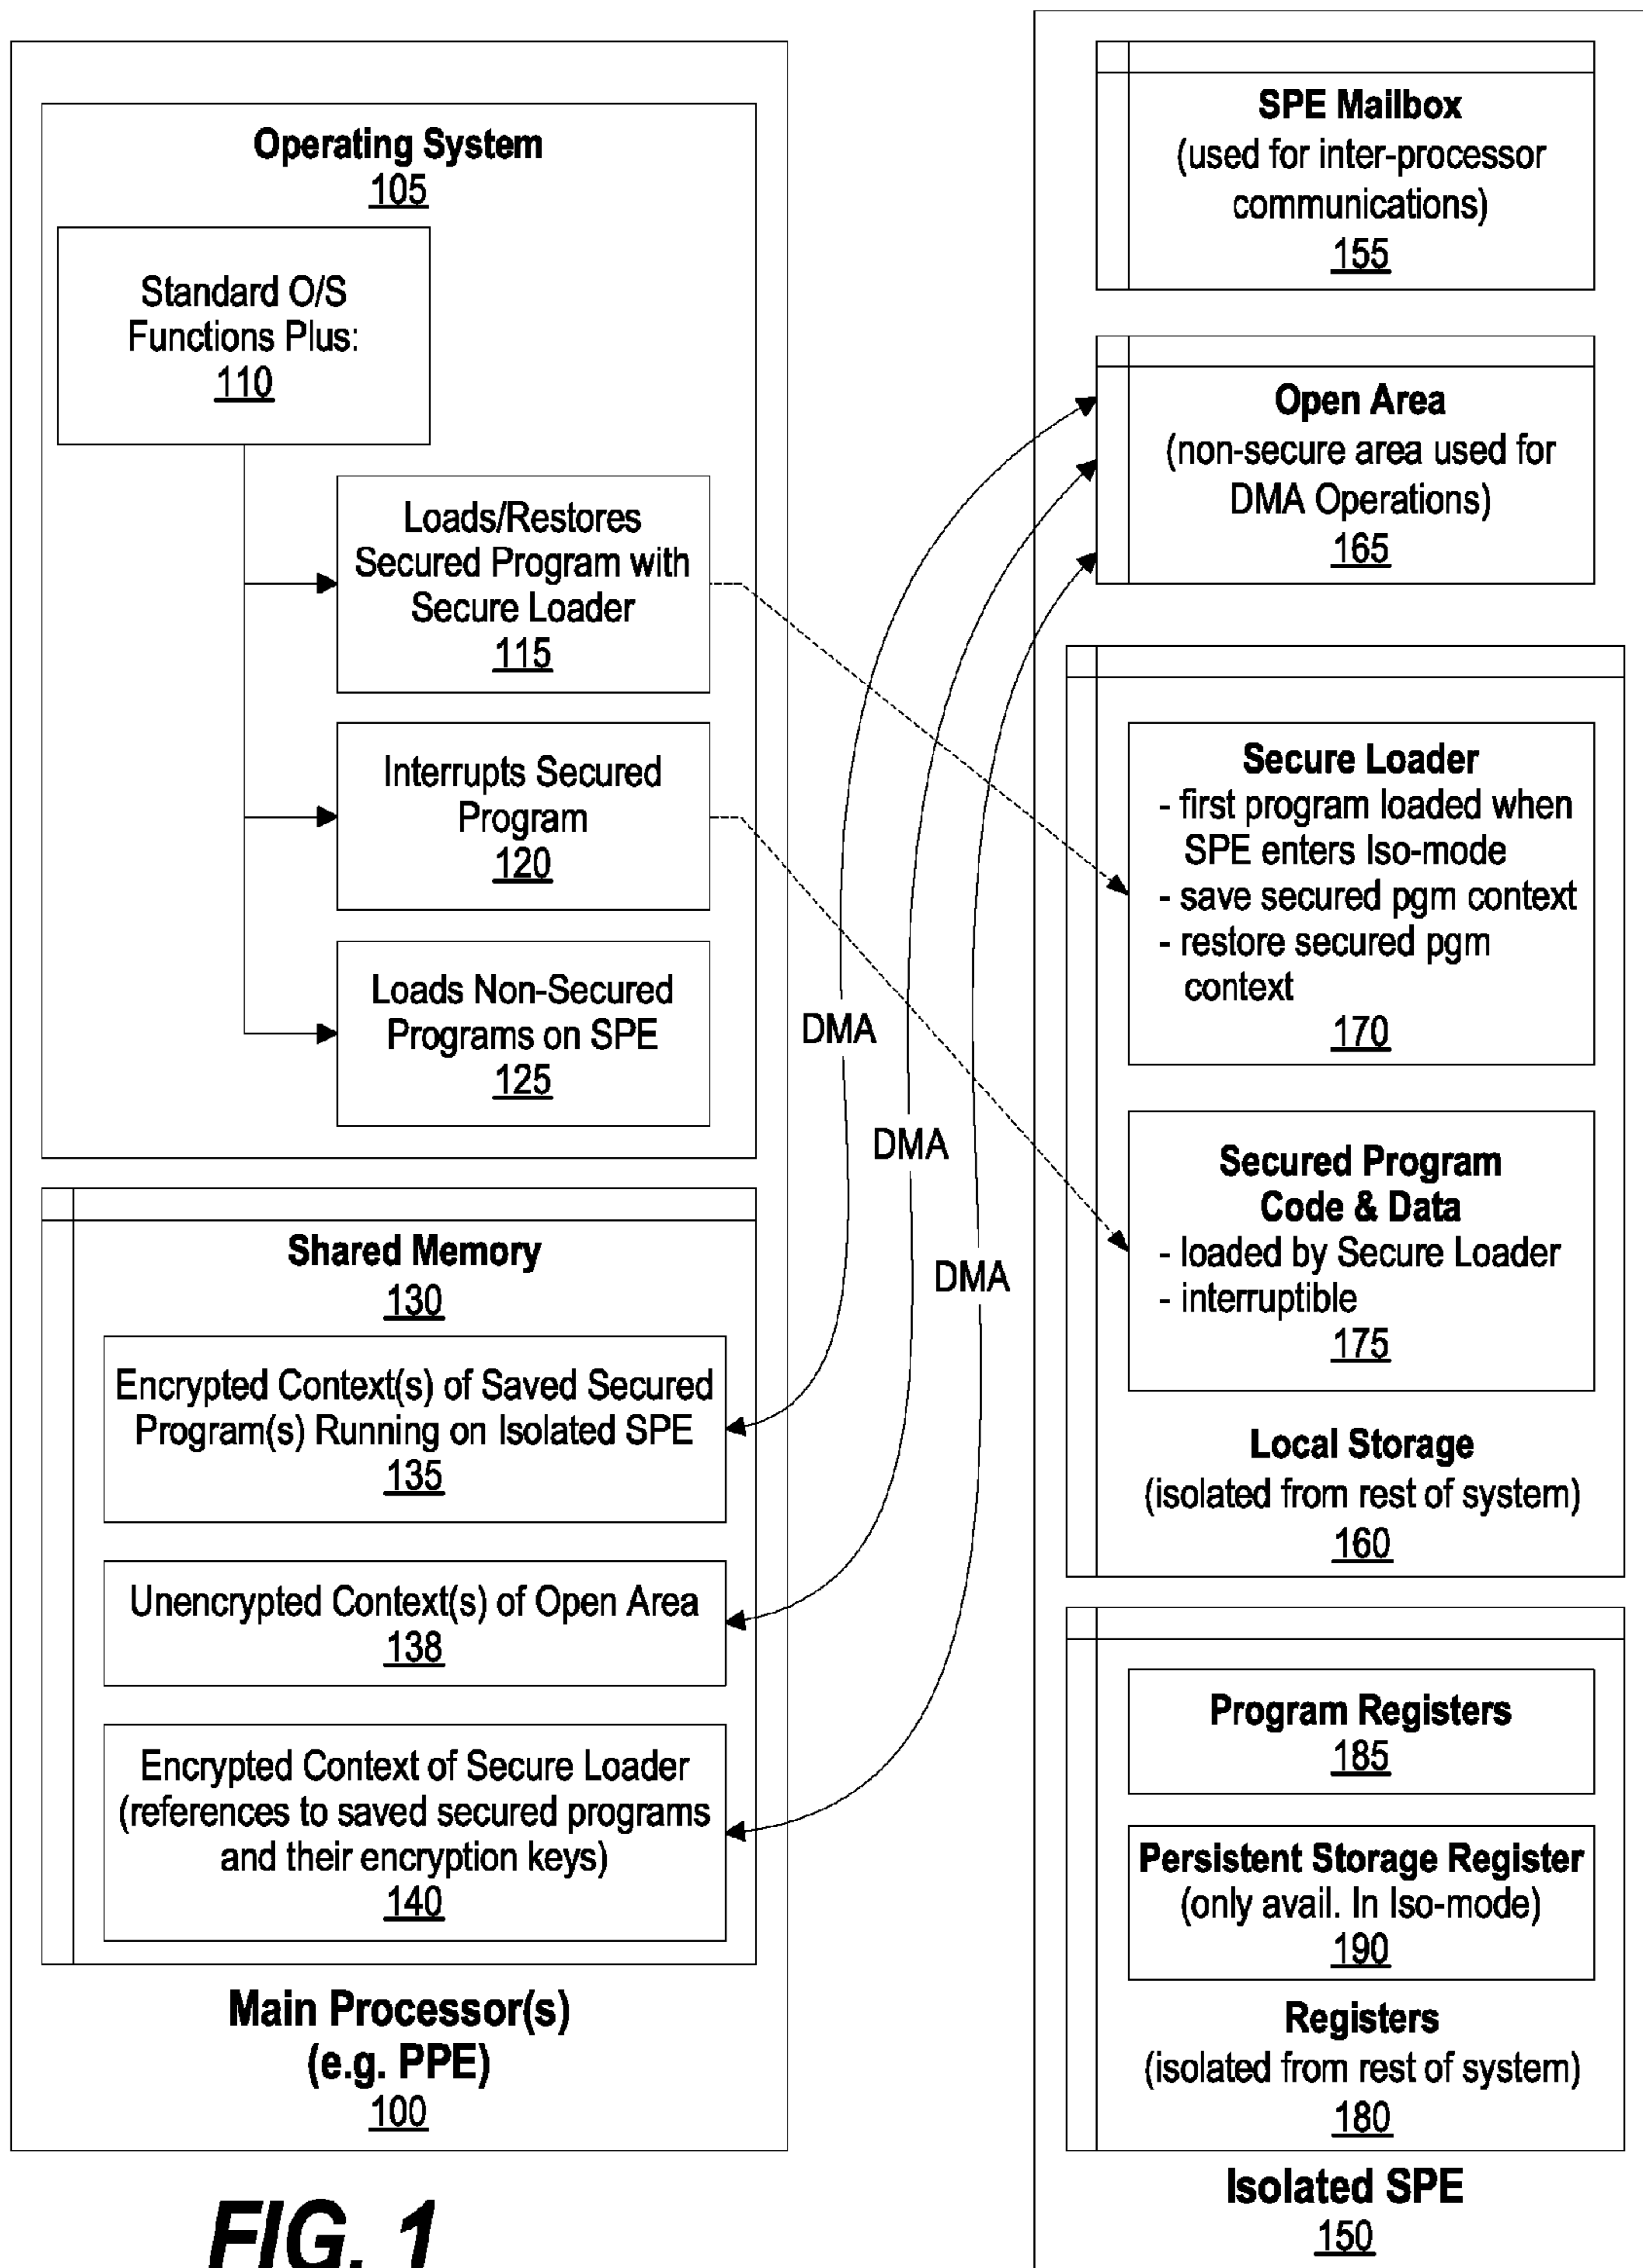 Operating System
105
Standard O/S
Functions Plus:
110
Loads/Restores
Secured Program with
Secure Loader
115
Interrupts Secured
Program
120
Loads Non-Secured
Programs on SPE
125
Shared Memory
130
Encrypted Context(s) of Saved Secured
Program(s) Running on Isolated SPE
135
Unencrypted Context(s) of Open Area
138
Encrypted Context of Secure Loader
(references to saved secured programs
and their encryption keys)
140
Main Processor(s)
(e.g. PPE)
100
DMA
DMA
DMA
SPE Mailbox
(used for inter-processor
communications)
155
Open Area
(non-secure area used for
DMA Operations)
165
Secure Loader
- first program loaded when
SPE enters Iso-mode
- save secured pgm context
- restore secured pgm
context
170
Secured Program
Code & Data
- loaded by Secure Loader
- interruptible
175
Local Storage
(isolated from rest of system)
160
Program Registers
185
Persistent Storage Register
(only avail. In Iso-mode)
190
Registers
(isolated from rest of system)
180
Isolated SPE
150
FIG. 1